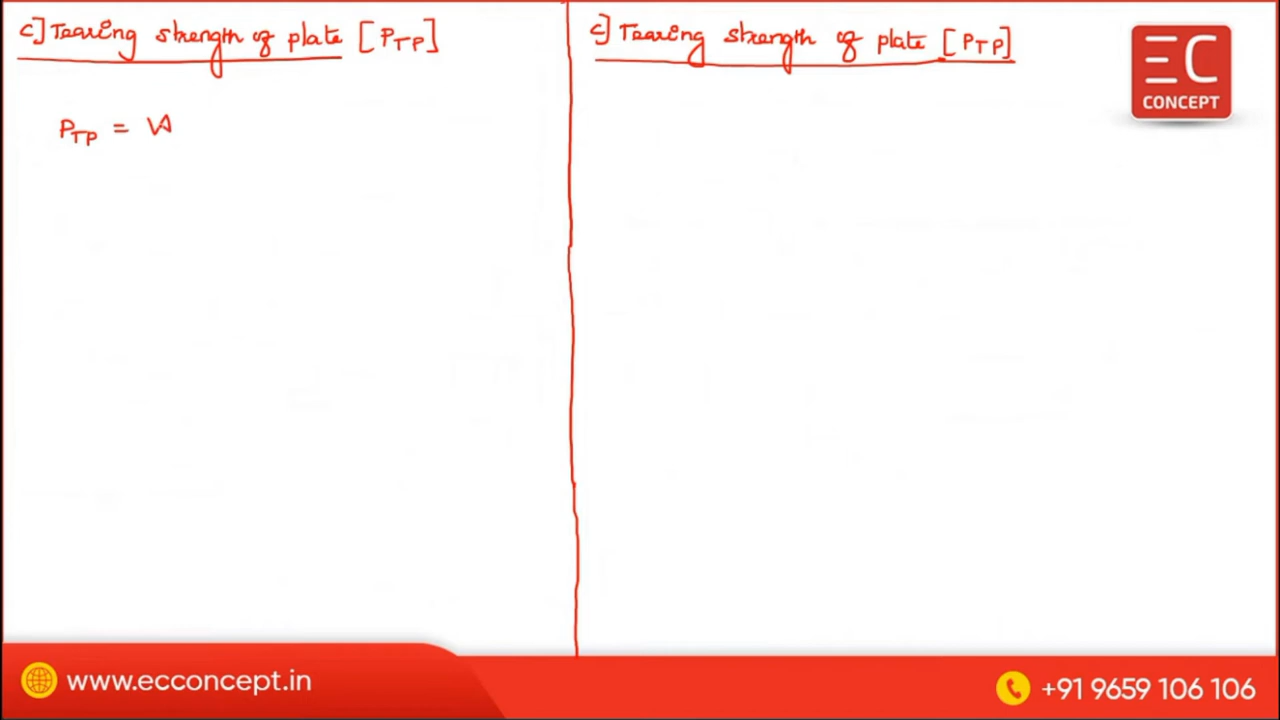 c] Tearing strength of plate [PTP]
PTP =
c] Tearing strength of plate [PTP]
EC
CONCEPT
www.ecconcept.in
+91 9659 106 106